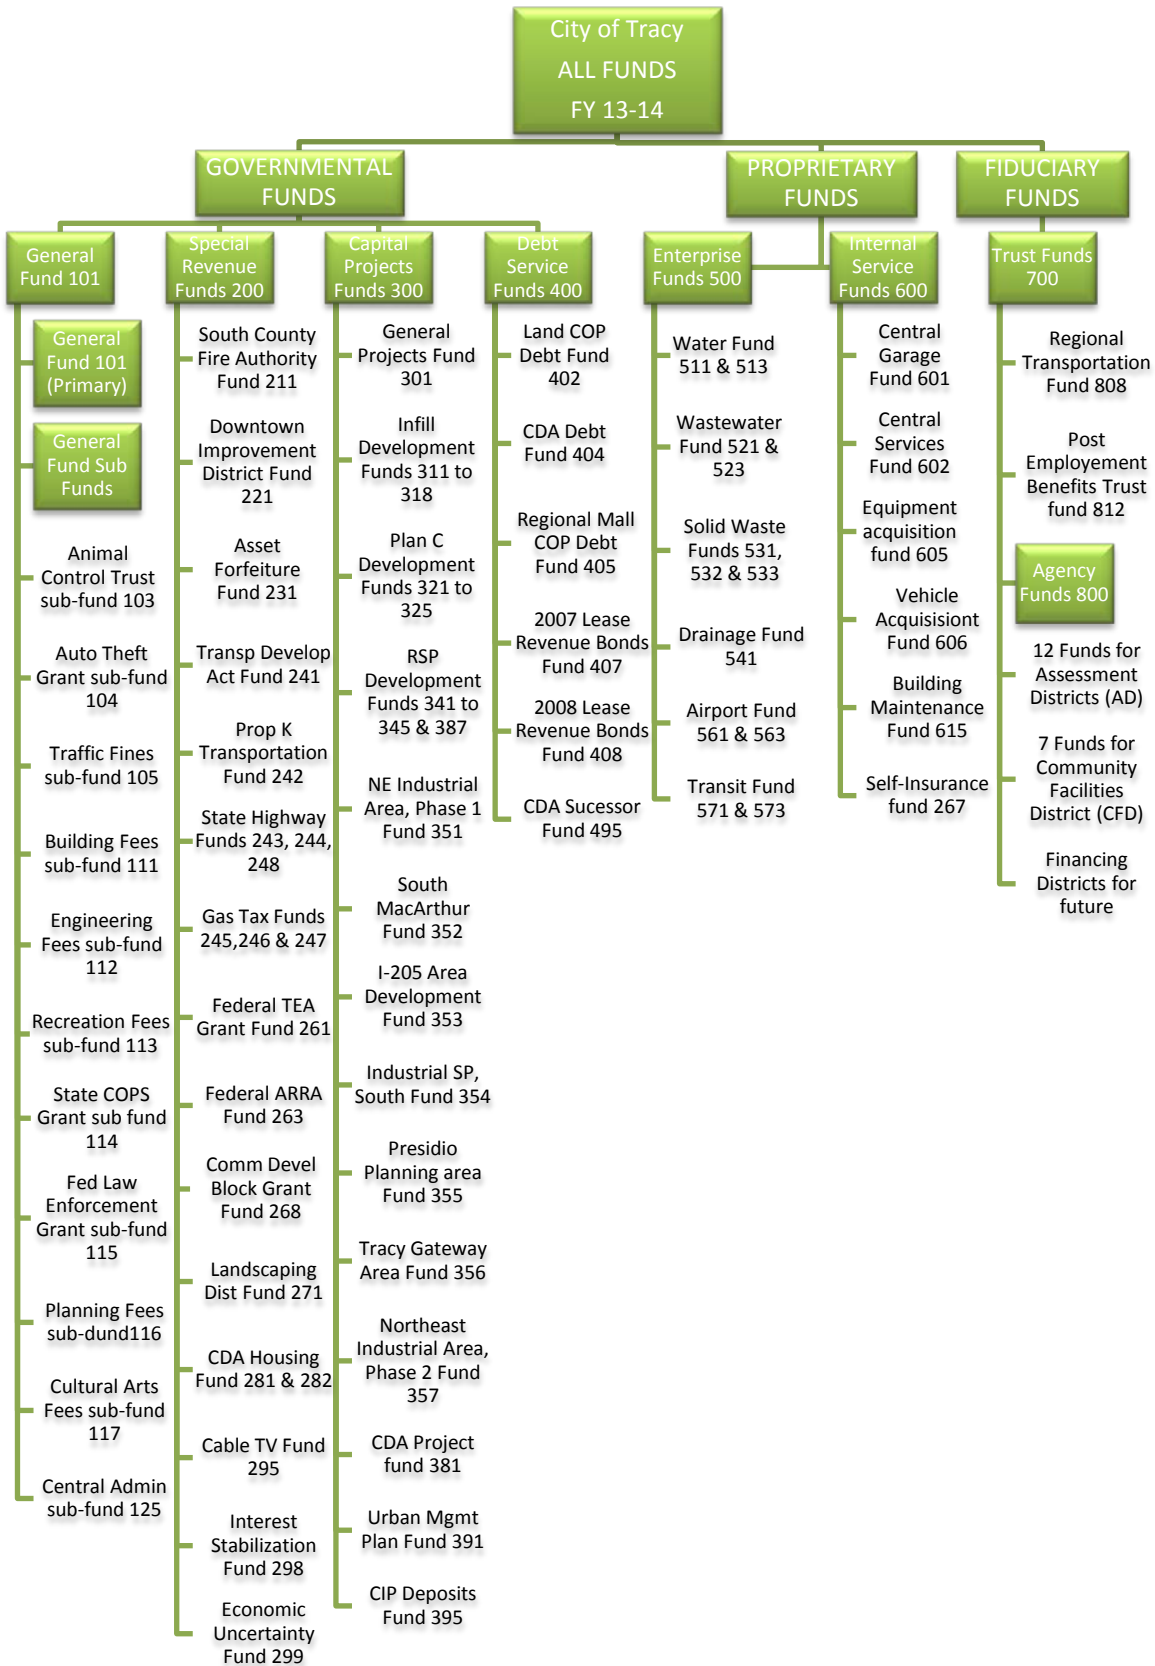 City of Tracy
ALL FUNDS
FY 13-14
GOVERNMENTAL
FUNDS
PROPRIETARY
FUNDS
FIDUCIARY
FUNDS
General
Fund 101
General
Fund 101
(Primary)
General
Fund Sub
Funds
Animal
Control Trust
sub-fund 103
Auto Theft
Grant sub-fund
104
Traffic Fines
sub-fund 105
Building Fees
sub-fund 111
Engineering
Fees sub-fund
112
Recreation Fees
sub-fund 113
State COPS
Grant sub fund
114
Fed Law
Enforcement
Grant sub-fund
115
Planning Fees
sub-dund116
Cultural Arts
Fees sub-fund
117
Central Admin
sub-fund 125
Special
Revenue
Funds 200
South County
Fire Authority
Fund 211
Downtown
Improvement
District Fund
221
Asset
Forfeiture
Fund 231
Transp Develop
Act Fund 241
Prop K
Transportation
Fund 242
State Highway
Funds 243, 244,
248
Gas Tax Funds
245,246 & 247
Federal TEA
Grant Fund 261
Federal ARRA
Fund 263
Comm Devel
Block Grant
Fund 268
Landscaping
Dist Fund 271
CDA Housing
Fund 281 & 282
Cable TV Fund
295
Interest
Stabilization
Fund 298
Economic
Uncertainty
Fund 299
Capital
Projects
Funds 300
General
Projects Fund
301
Infill
Development
Funds 311 to
318
Plan C
Development
Funds 321 to
325
RSP
Development
Funds 341 to
345 & 387
NE Industrial
Area, Phase 1
Fund 351
South
MacArthur
Fund 352
I-205 Area
Development
Fund 353
Industrial SP,
South Fund 354
Presidio
Planning area
Fund 355
Tracy Gateway
Area Fund 356
Northeast
Industrial Area,
Phase 2 Fund
357
CDA Project
fund 381
Urban Mgmt
Plan Fund 391
CIP Deposits
Fund 395
Debt
Service
Funds 400
Land COP
Debt Fund
402
CDA Debt
Fund 404
Regional Mall
COP Debt
Fund 405
2007 Lease
Revenue Bonds
Fund 407
2008 Lease
Revenue Bonds
Fund 408
CDA Sucessor
Fund 495
Enterprise
Funds 500
Water Fund
511 & 513
Wastewater
Fund 521 &
523
Solid Waste
Funds 531,
532 & 533
Drainage Fund
541
Airport Fund
561 & 563
Transit Fund
571 & 573
Internal
Service
Funds 600
Central
Garage
Fund 601
Central
Services
Fund 602
Equipment
acquisition
fund 605
Vehicle
Acquisisiont
Fund 606
Building
Maintenance
Fund 615
Self-Insurance
fund 267
Trust Funds
700
Regional
Transportation
Fund 808
Post
Employement
Benefits Trust
fund 812
Agency
Funds 800
12 Funds for
Assessment
Districts (AD)
7 Funds for
Community
Facilities
District (CFD)
Financing
Districts for
future